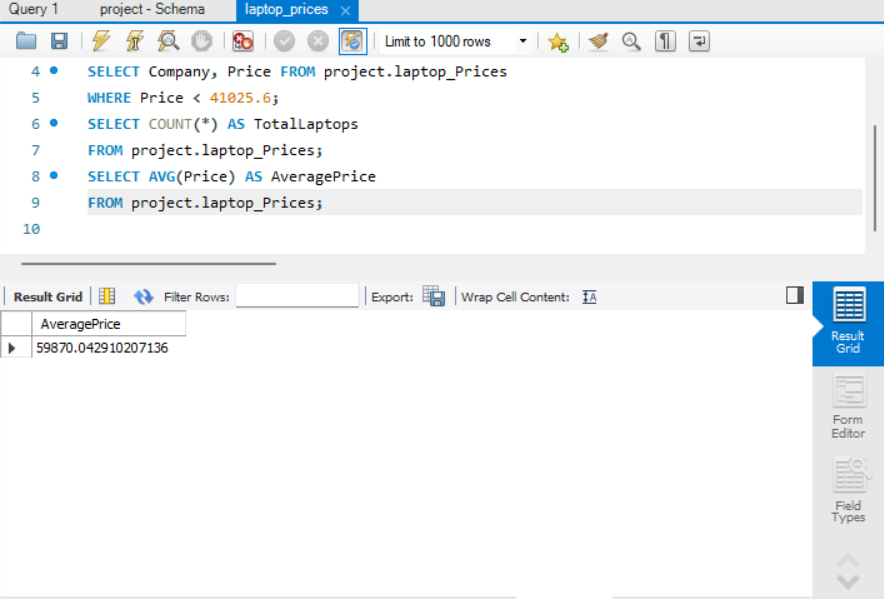 Query 1 project - Schema laptop_prices
Limit to 1000 rows
4 SELECT Company, Price FROM project.laptop_Prices
5 WHERE Price < 41025.6;
6 SELECT COUNT(*) AS TotalLaptops
7 FROM project.laptop_Prices;
8 SELECT AVG(Price) AS AveragePrice
9 FROM project.laptop_Prices;
10
Result Grid Filter Rows: Export: Wrap Cell Content: IA
AveragePrice
59870.042910207136
Result
Grid
Form
Editor
Field
Types